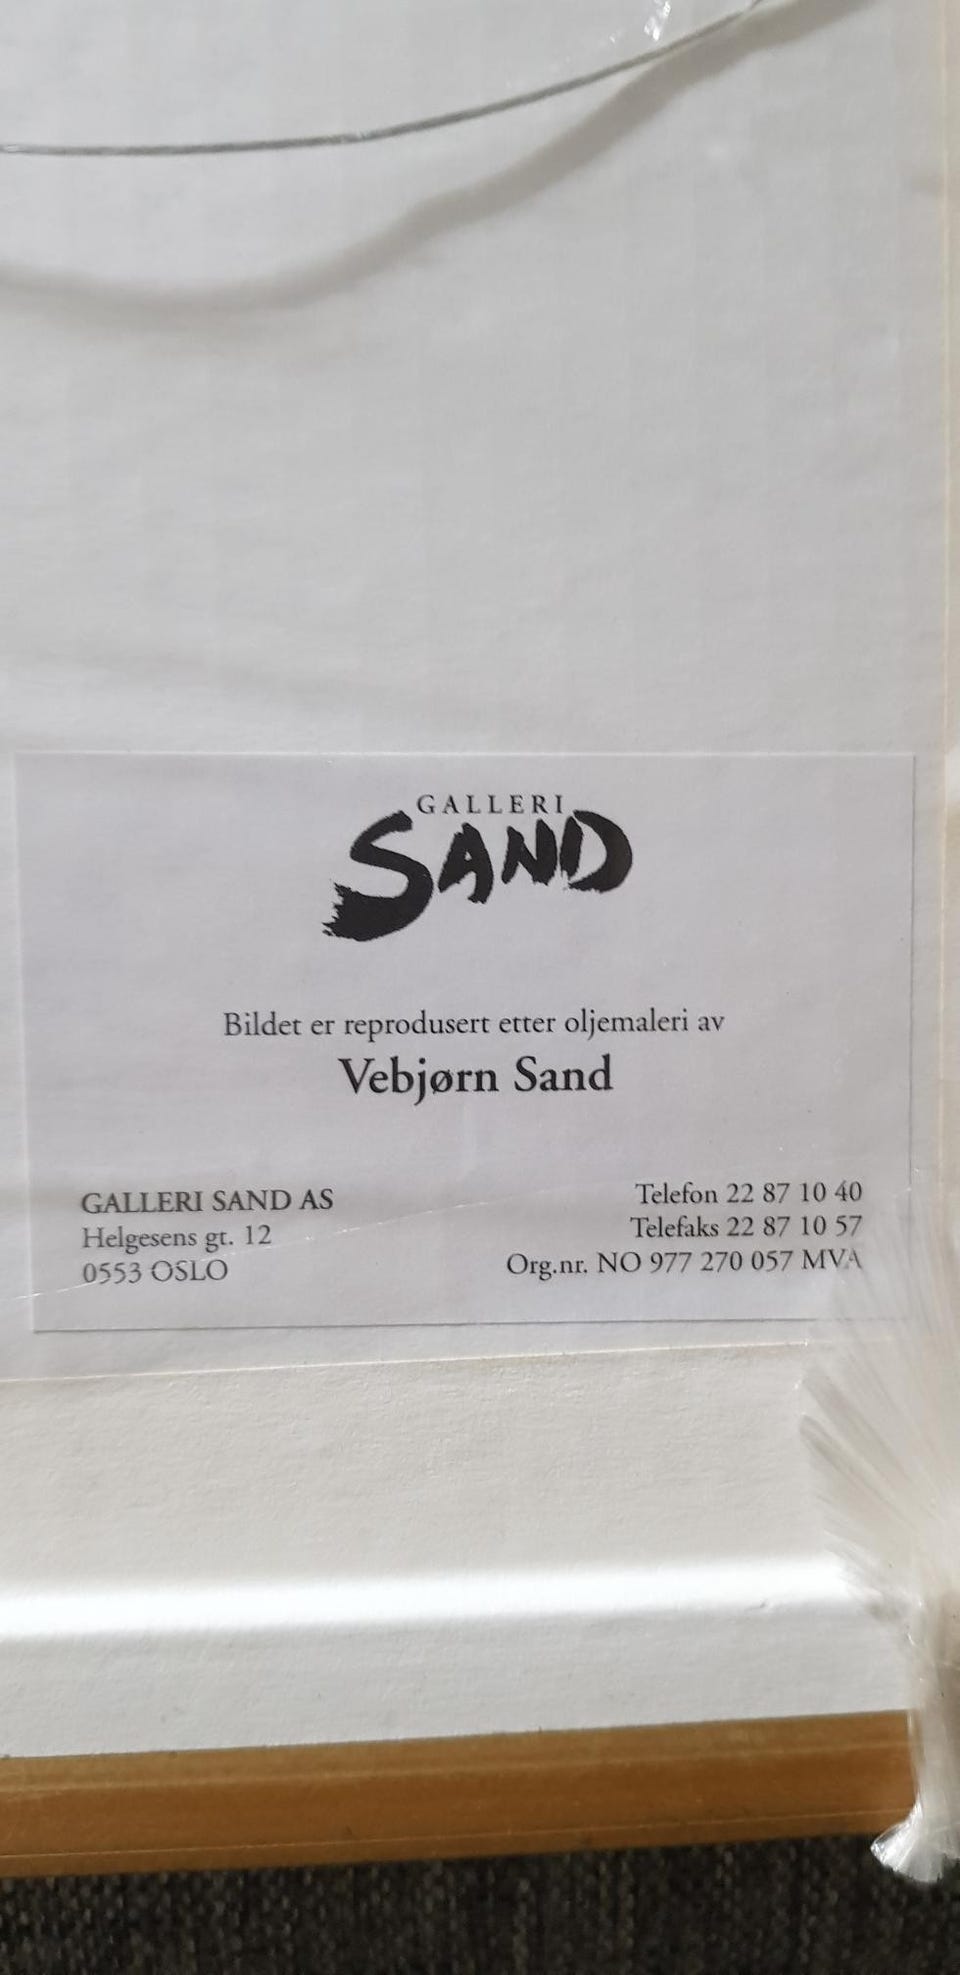 GALLERI
SAND
Bildet er reprodusert etter oljemaleri av
Vebjørn Sand
GALLERI SAND AS
Helgesens gt. 12
0553 OSLO
Telefon 22 87 10 40
Telefaks 22 87 10 57
Org.nr. NO 977 270 057 MVA